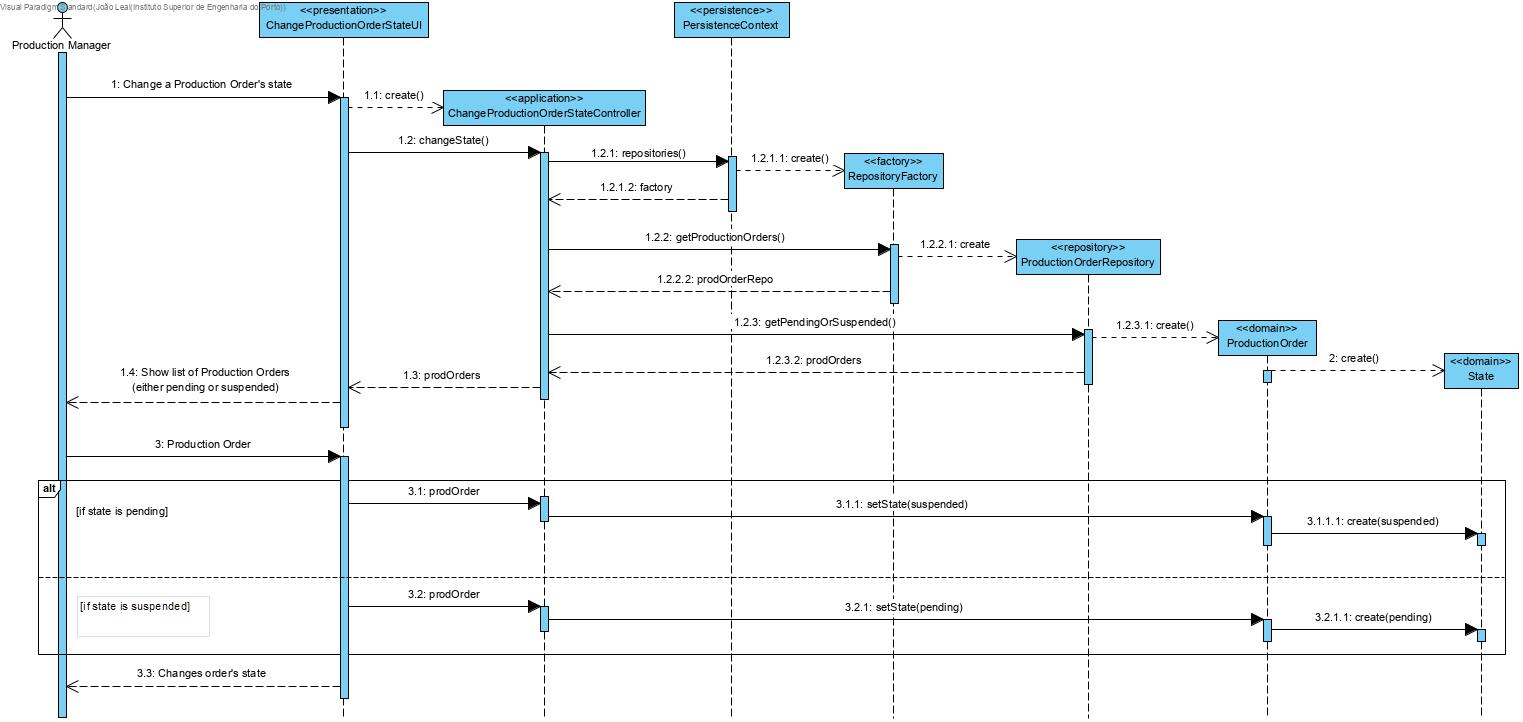 Visual Paradigm Standard(João Leal(Instituto Superior de Engenharia do Porto))
<<presentation>>
ChangeProductionOrderStateUI
<<persistence>>
PersistenceContext
Production Manager
1: Change a Production Order's state
1.1: create()
<<application>>
ChangeProductionOrderStateController
1.2: changeState()
1.2.1: repositories()
1.2.1.1: create()
<<factory>>
RepositoryFactory
1.2.1.2: factory
1.2.2: getProductionOrders()
1.2.2.1: create
<<repository>>
ProductionOrderRepository
1.2.2.2: prodOrderRepo
1.2.3: getPendingOrSuspended()
1.2.3.1: create()
<<domain>>
ProductionOrder
2: create()
<<domain>>
State
1.2.3.2: prodOrders
1.3: prodOrders
1.4: Show list of Production Orders
(either pending or suspended)
3: Production Order
alt
[if state is pending]
3.1: prodOrder
3.1.1: setState(suspended)
3.1.1.1: create(suspended)
[if state is suspended]
3.2: prodOrder
3.2.1: setState(pending)
3.2.1.1: create(pending)
3.3: Changes order's state